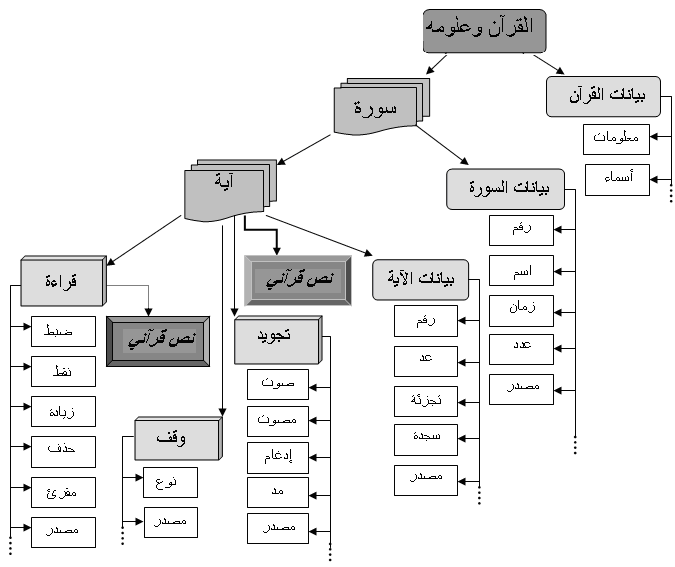 القرآن وعلومه
بيانات القرآن
معلومات
أسماء
سورة
بيانات السورة
رقم
اسم
زمان
عدد
مصدر
آية
بيانات الآية
رقم
عد
تجزئة
سجدة
مصدر
نص قرآني
تجويد
صوت
مصوت
إدغام
مد
مصدر
وقف
نوع
مصدر
قراءة
نص قرآني
ضبط
نقط
زيادة
حذف
مقرئ
مصدر